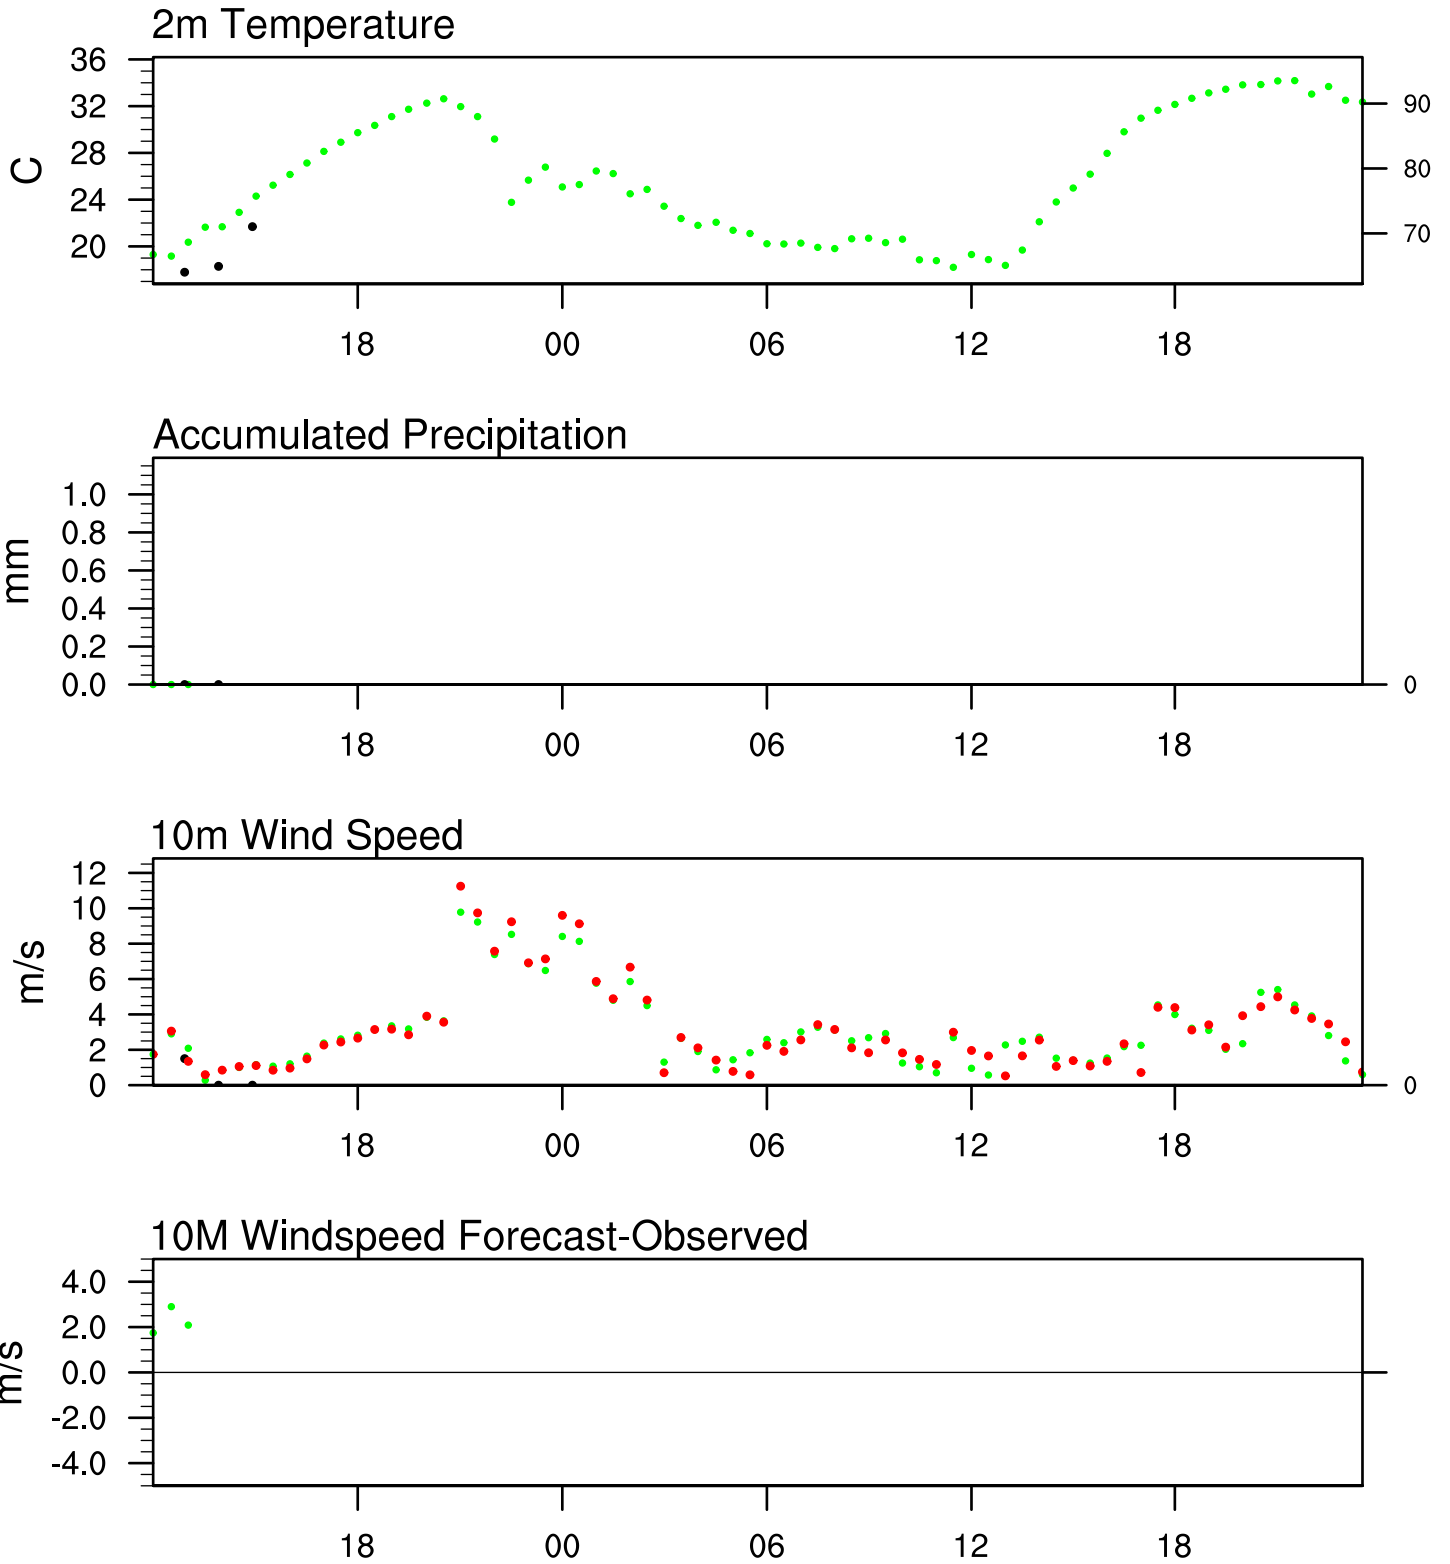 2m Temperature
36
32
28
24
20
C
90
80
70
18 00 06 12 18
Accumulated Precipitation
1.0
0.8
0.6
0.4
0.2
0.0
mm
0
18 00 06 12 18
10m Wind Speed
12
10
8
6
4
2
0
m/s
0
18 00 06 12 18
10M Windspeed Forecast-Observed
4.0
2.0
0.0
-2.0
-4.0
m/s
18 00 06 12 18